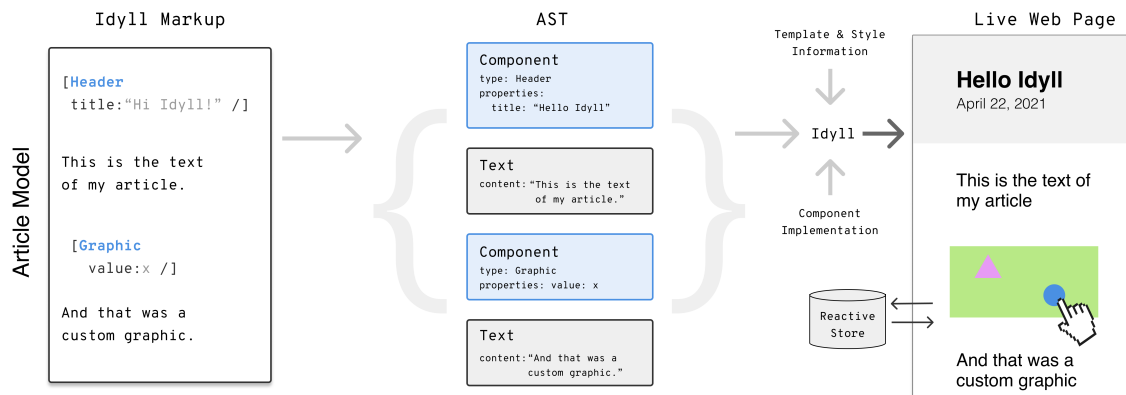 Idyll Markup
AST
Live Web Page
Article Model
[Header
title:“Hi Idyll!” /]
This is the text
of my article.
[Graphic
value:x /]
And that was a
custom graphic.
Component
type: Header
properties:
title: “Hello Idyll”
Text
content:“This is the text
of my article.”
Component
type: Graphic
properties: value: x
Text
content:“And that was a
custom graphic.”
Template & Style
Information
Idyll
Component
Implementation
Reactive
Store
Hello Idyll
April 22, 2021
This is the text of
my article
And that was a
custom graphic